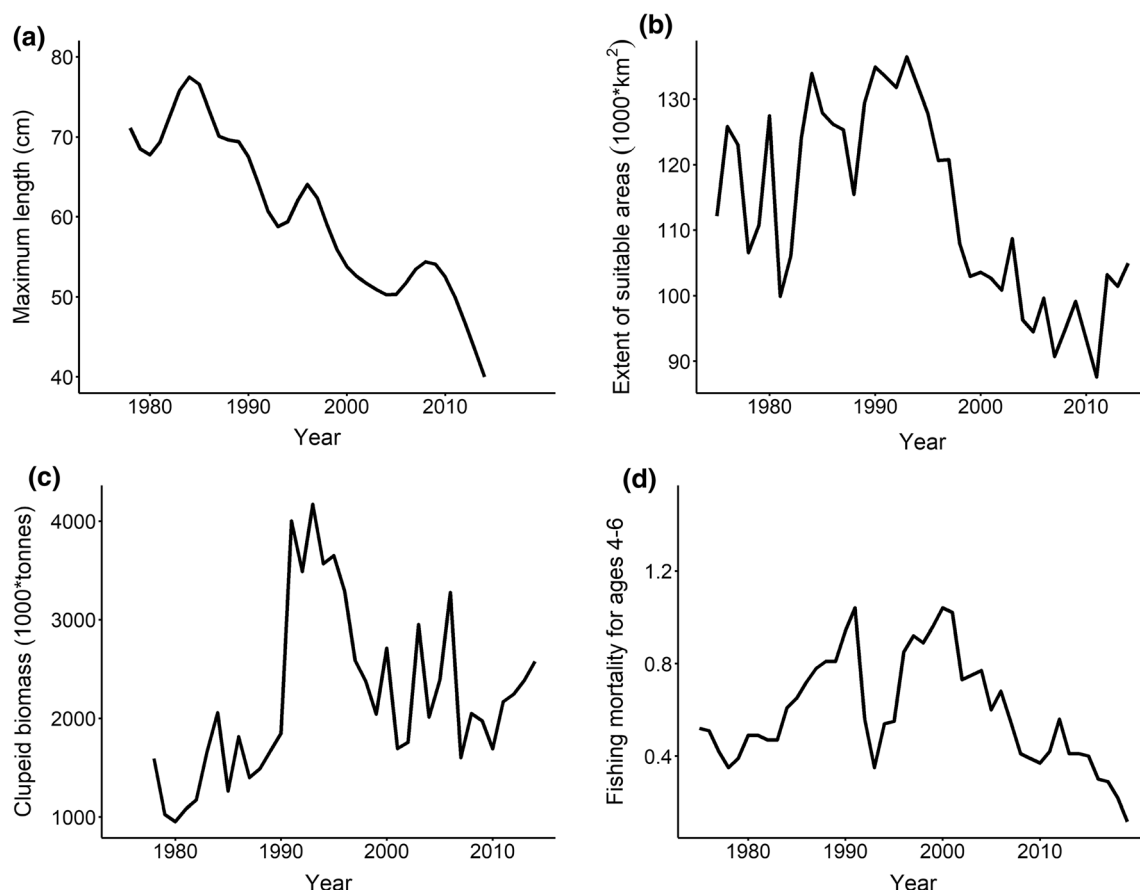 (a)
Maximum length (cm)
80
70
60
50
40
1980 1990 2000 2010
Year
(b)
Extent of suitable areas (1000*km²)
130
120
110
100
90
1980 1990 2000 2010
Year
(c)
Clupeid biomass (1000*tonnes)
4000
3000
2000
1000
1980 1990 2000 2010
Year
(d)
Fishing mortality for ages 4-6
1.2
0.8
0.4
1980 1990 2000 2010
Year